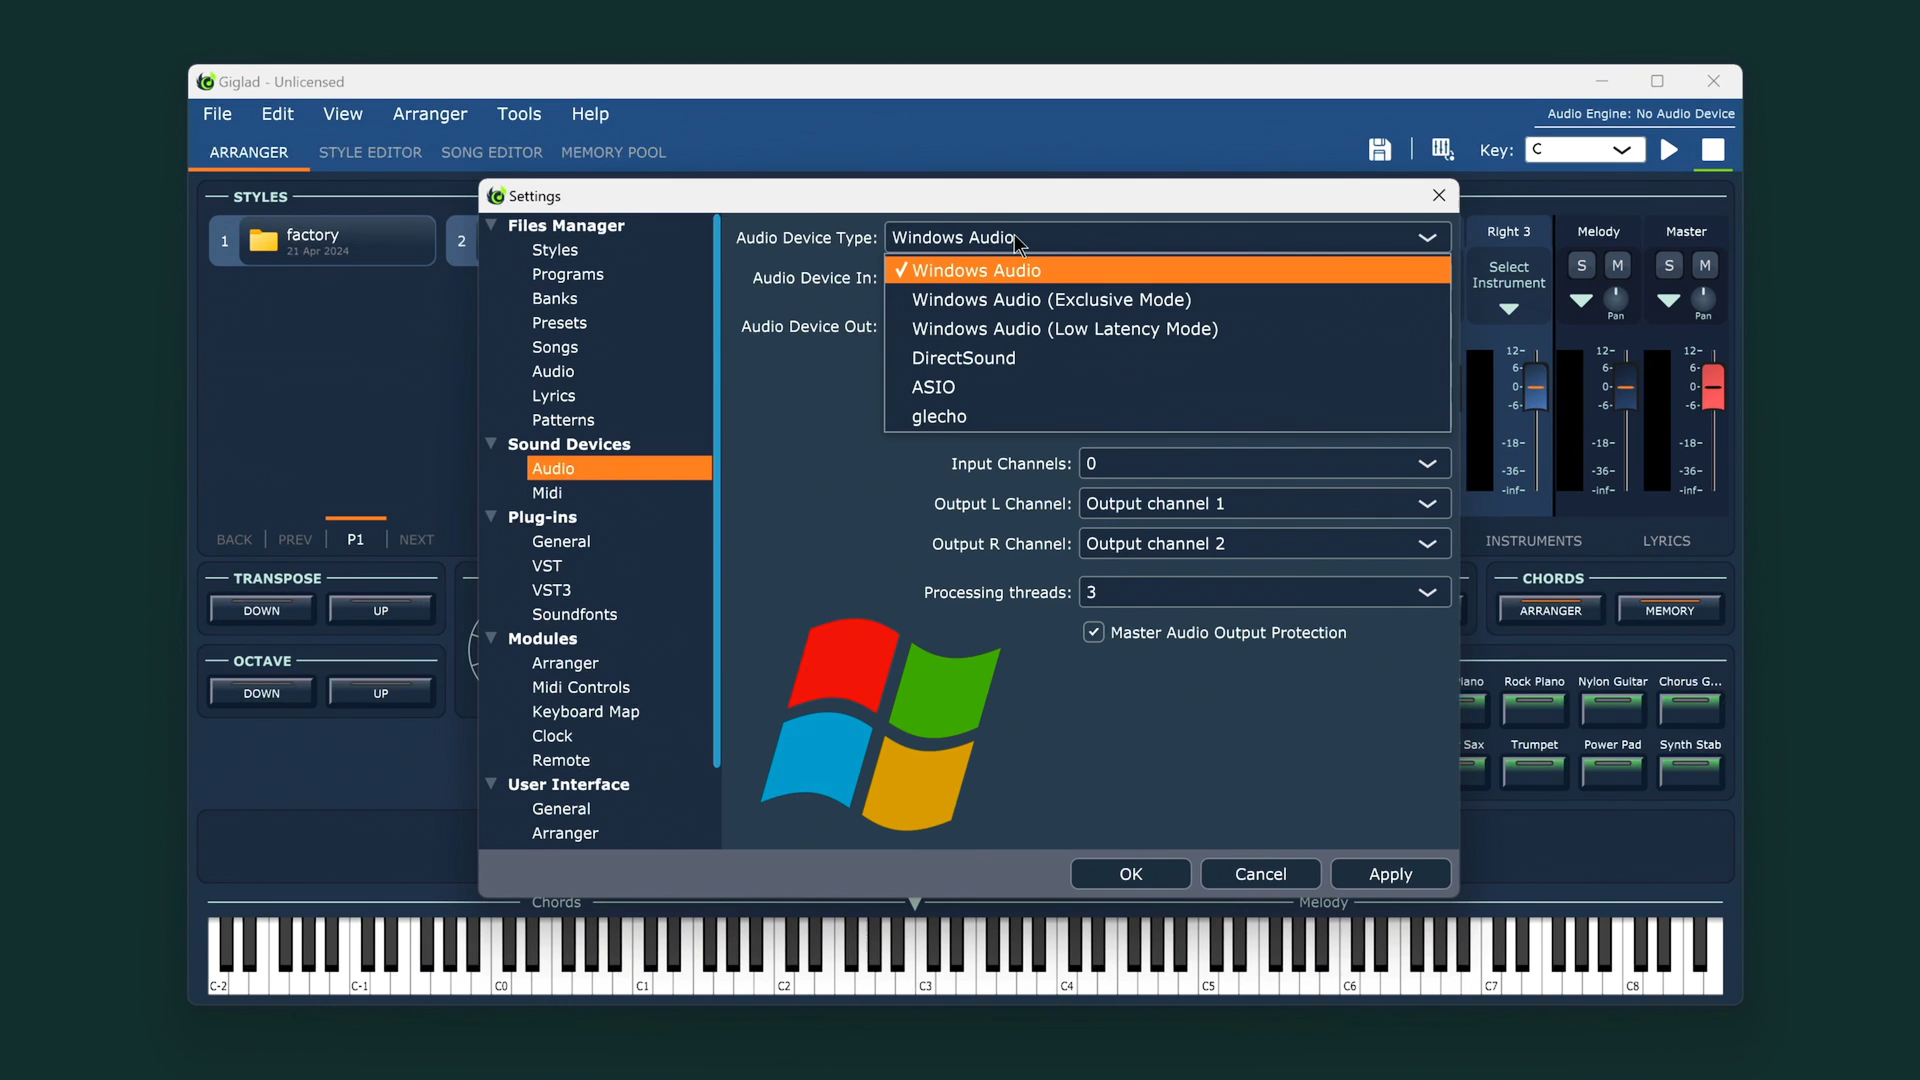 Giglad - Unlicensed
File Edit View Arranger Tools Help
Audio Engine: No Audio Device
ARRANGER STYLE EDITOR SONG EDITOR MEMORY POOL
Key: C
STYLES
1 factory 2
21 Apr 2024
BACK PREV P1 NEXT
TRANSPOSE
DOWN UP
OCTAVE
DOWN UP
Settings
Files Manager
Styles
Programs
Banks
Presets
Songs
Audio
Lyrics
Patterns
Sound Devices
Audio
Midi
Plug-ins
General
VST
VST3
Soundfonts
Modules
Arranger
Midi Controls
Keyboard Map
Clock
Remote
User Interface
General
Arranger
Audio Device Type: Windows Audio
Audio Device In:
Audio Device Out:
✓ Windows Audio
Windows Audio (Exclusive Mode)
Windows Audio (Low Latency Mode)
DirectSound
ASIO
glecho
Input Channels: 0
Output L Channel: Output channel 1
Output R Channel: Output channel 2
Processing threads: 3
Master Audio Output Protection
OK Cancel Apply
Right 3 Melody Master
Select
Instrument
S M S M
Pan Pan
12- 12- 12-
6- 6- 6-
0- 0- 0-
-6- -6- -6-
-18- -18- -18-
-36- -36- -36-
-inf- -inf- -inf-
INSTRUMENTS LYRICS
CHORDS
ARRANGER MEMORY
iano Rock Piano Nylon Guitar Chorus G...
Sax Trumpet Power Pad Synth Stab
Chords Melody
C-2 C-1 C0 C1 C2 C3 C4 C5 C6 C7 C8